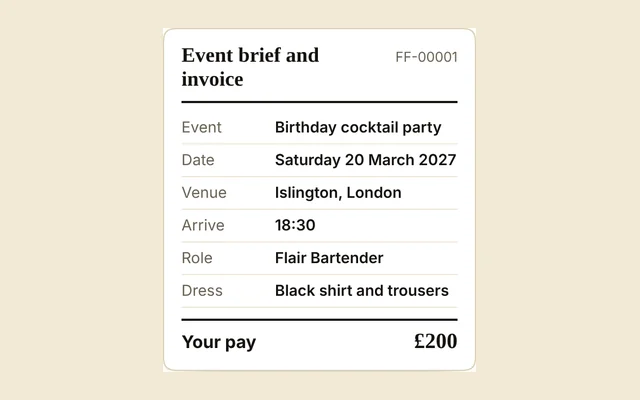 Event brief and
invoice
FF-00001
Event Birthday cocktail party
Date Saturday 20 March 2027
Venue Islington, London
Arrive 18:30
Role Flair Bartender
Dress Black shirt and trousers
Your pay £200